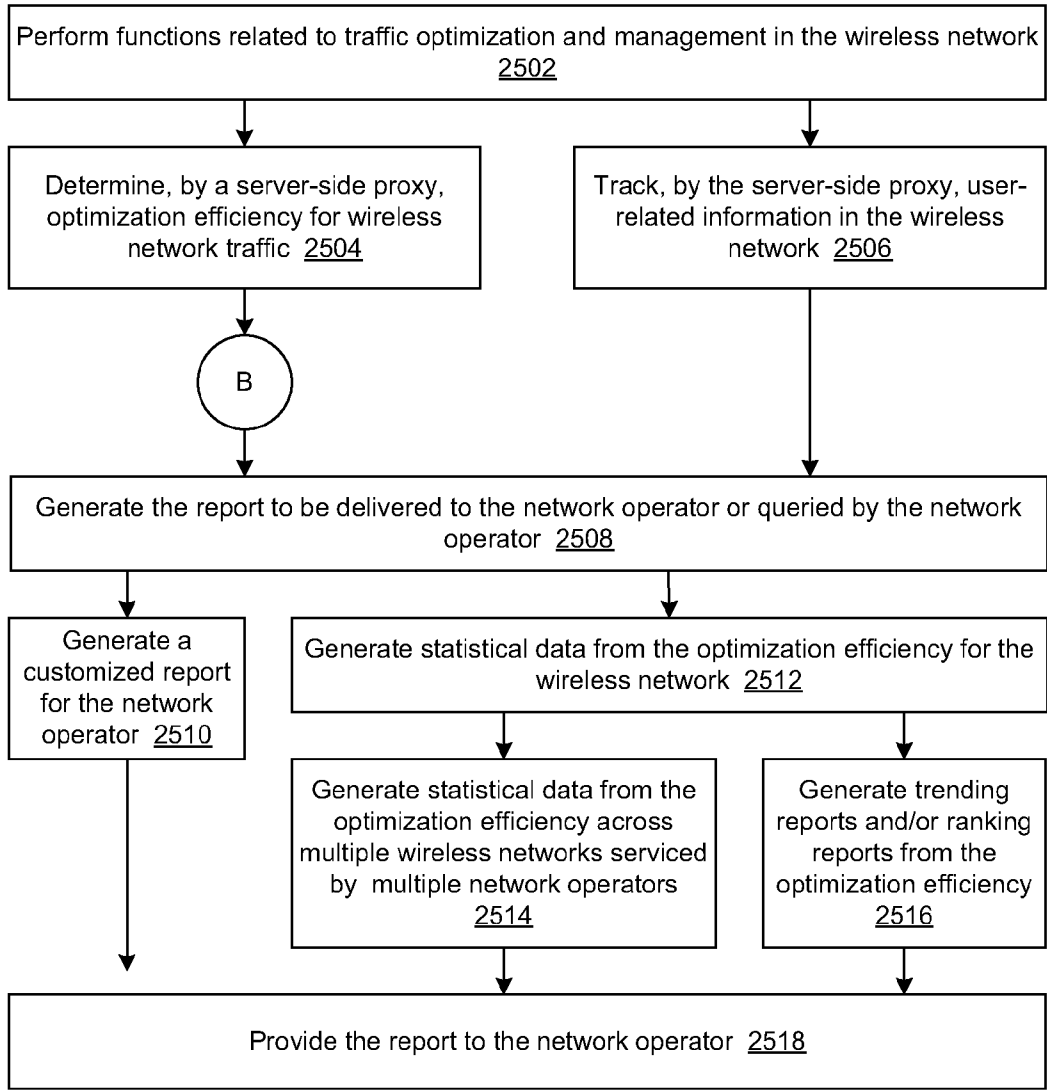 Perform functions related to traffic optimization and management in the wireless network
2502
Determine, by a server-side proxy,
optimization efficiency for wireless
network traffic 2504
Track, by the server-side proxy, user-
related information in the wireless
network 2506
B
Generate the report to be delivered to the network operator or queried by the network
operator 2508
Generate a
customized report
for the network
operator 2510
Generate statistical data from the optimization efficiency for the
wireless network 2512
Generate statistical data from the
optimization efficiency across
multiple wireless networks serviced
by multiple network operators
2514
Generate trending
reports and/or ranking
reports from the
optimization efficiency
2516
Provide the report to the network operator 2518